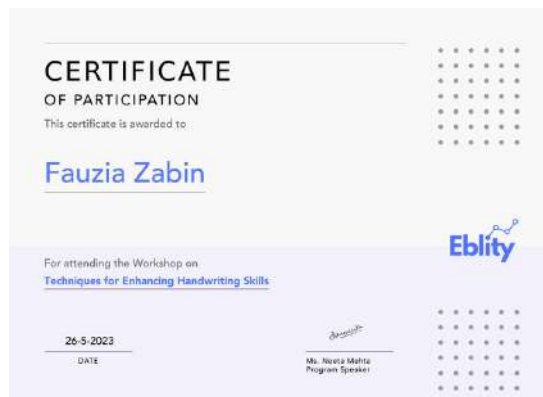 CERTIFICATE
OF PARTICIPATION
This certificate is awarded to
Fauzia Zabin
Eblity
For attending the Workshop on
Techniques for Enhancing Handwriting Skills
26-5-2023
DATE
Ms. Neeta Mehta
Program Speaker